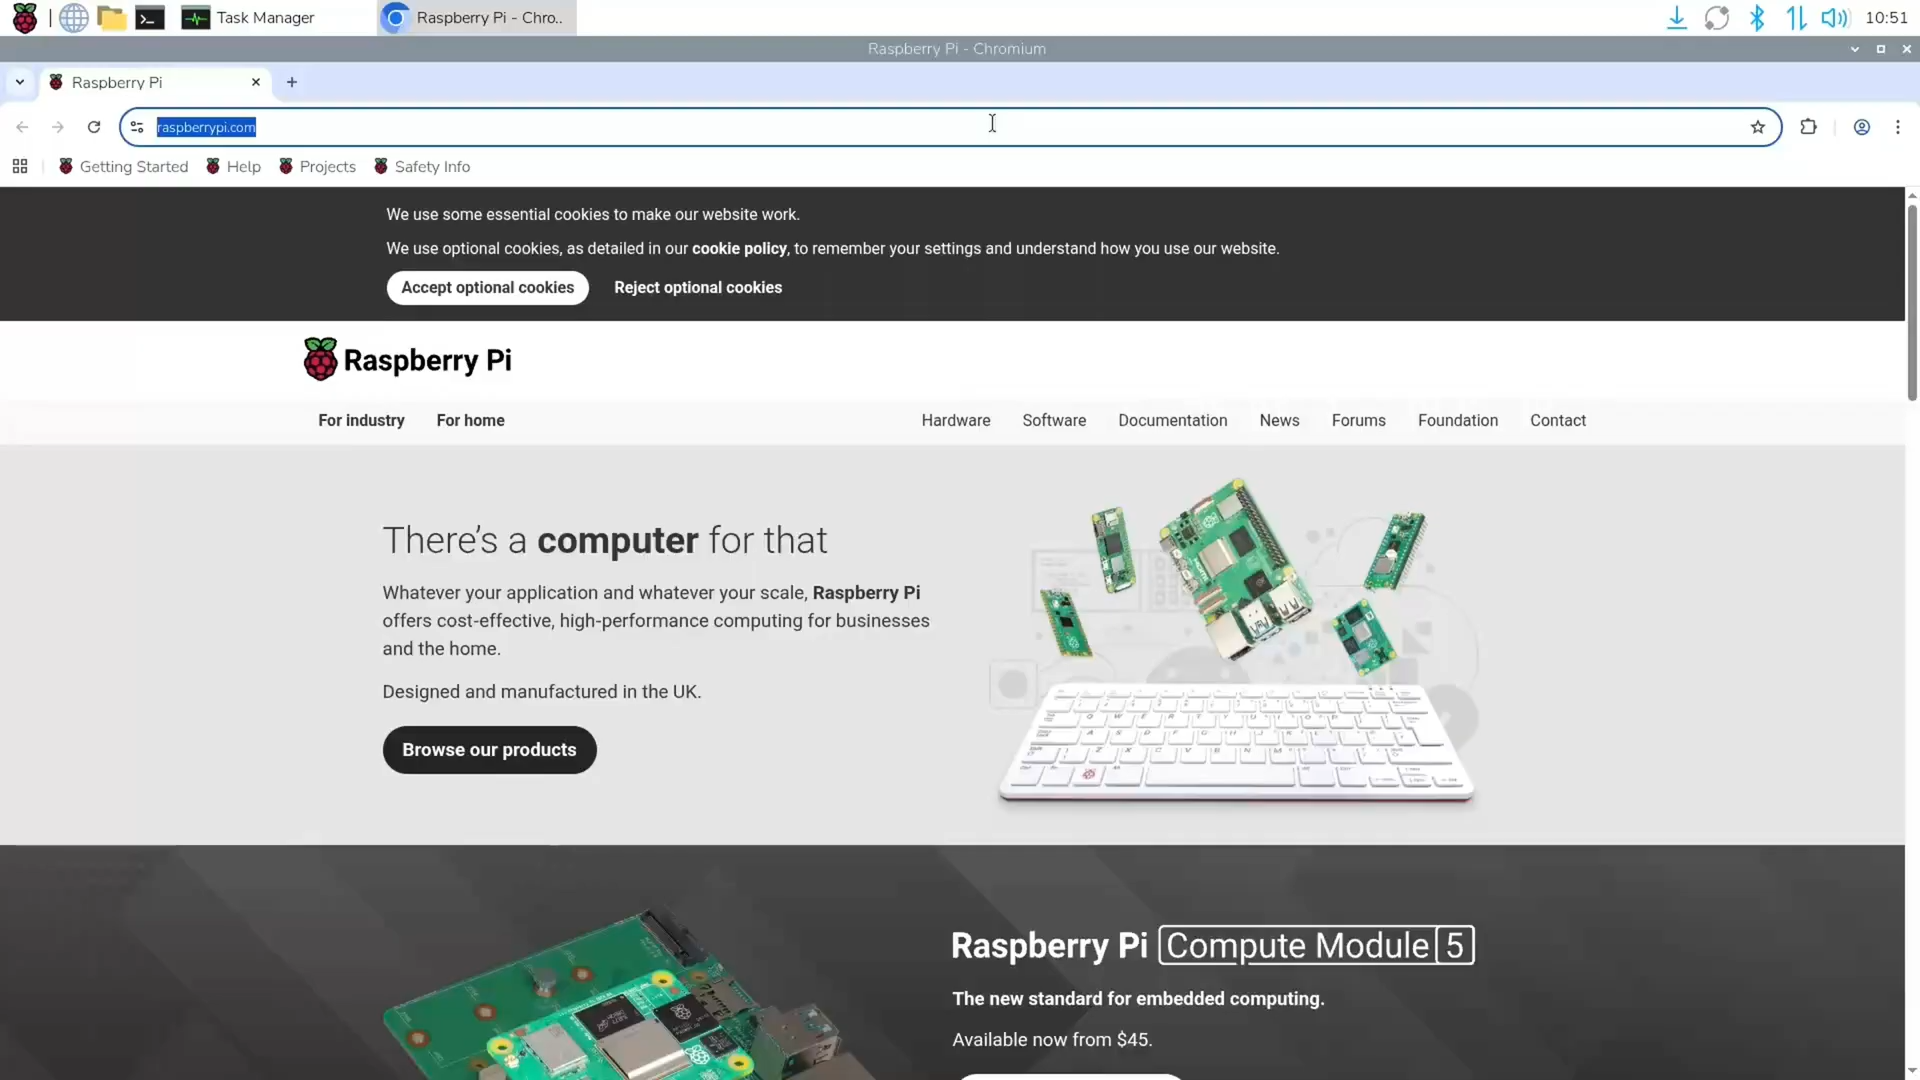 Task Manager
Raspberry Pi - Chro..
10:51
Raspberry Pi - Chromium
Raspberry Pi
raspberrypi.com
Getting Started
Help
Projects
Safety Info
We use some essential cookies to make our website work.
We use optional cookies, as detailed in our cookie policy, to remember your settings and understand how you use our website.
Accept optional cookies
Reject optional cookies
Raspberry Pi
For industry
For home
Hardware
Software
Documentation
News
Forums
Foundation
Contact
There's a computer for that
Whatever your application and whatever your scale, Raspberry Pi
offers cost-effective, high-performance computing for businesses
and the home.
Designed and manufactured in the UK.
Browse our products
Raspberry Pi Compute Module 5
The new standard for embedded computing.
Available now from $45.